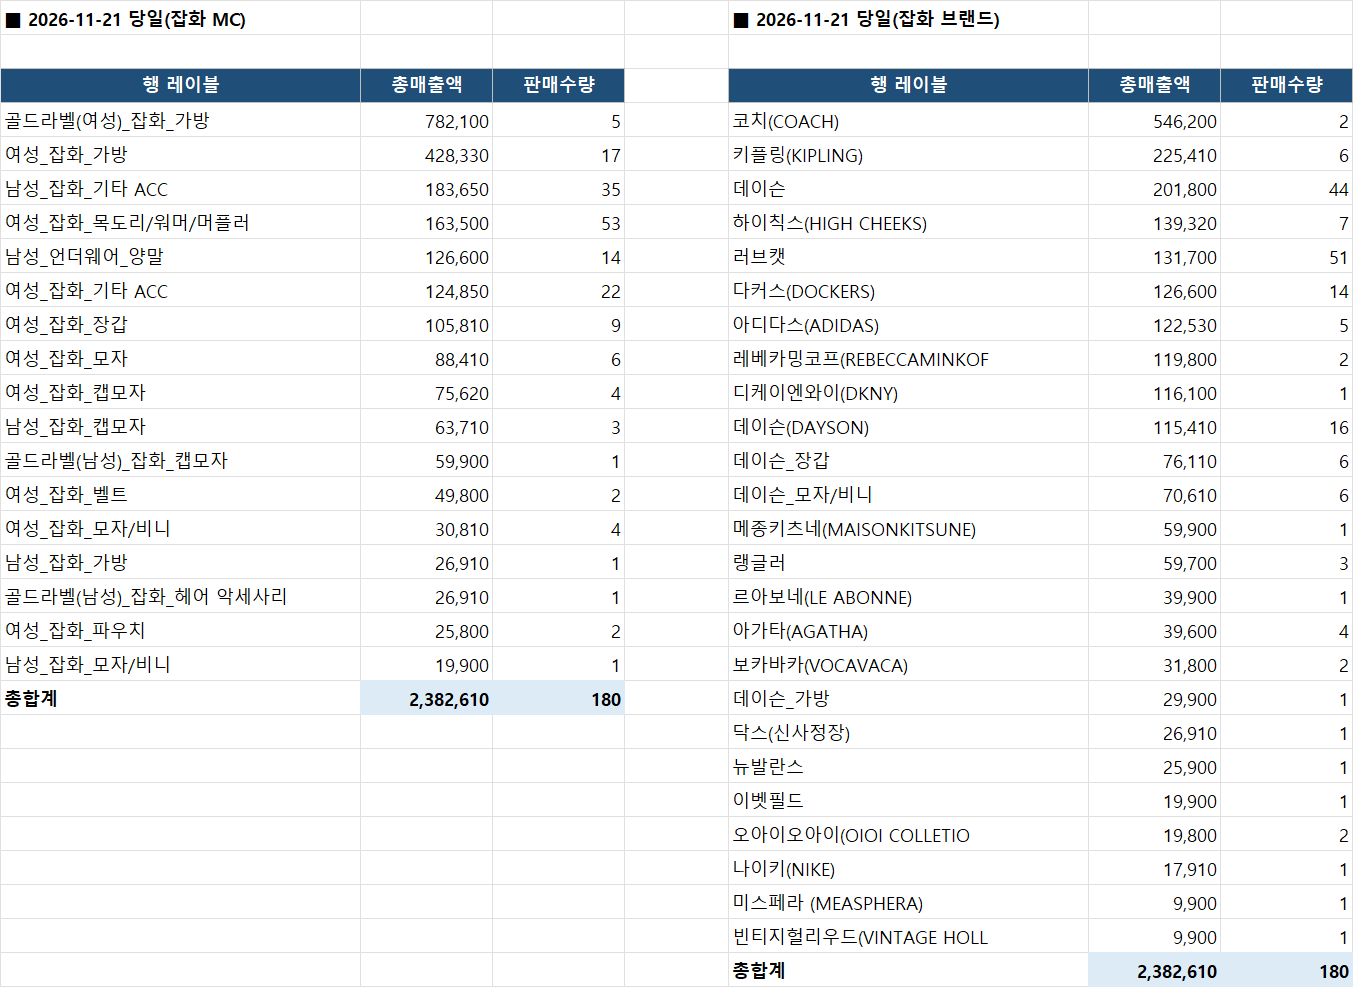 ■ 2026-11-21 당일(잡화 MC)
행 레이블 총매출액 판매수량
골드라벨(여성)_잡화_가방 782,100 5
여성_잡화_가방 428,330 17
남성_잡화_기타 ACC 183,650 35
여성_잡화_목도리/워머/머플러 163,500 53
남성_언더웨어_양말 126,600 14
여성_잡화_기타 ACC 124,850 22
여성_잡화_장갑 105,810 9
여성_잡화_모자 88,410 6
여성_잡화_캡모자 75,620 4
남성_잡화_캡모자 63,710 3
골드라벨(남성)_잡화_캡모자 59,900 1
여성_잡화_벨트 49,800 2
여성_잡화_모자/비니 30,810 4
남성_잡화_가방 26,910 1
골드라벨(남성)_잡화_헤어 악세사리 26,910 1
여성_잡화_파우치 25,800 2
남성_잡화_모자/비니 19,900 1
총합계 2,382,610 180
■ 2026-11-21 당일(잡화 브랜드)
행 레이블 총매출액 판매수량
코치(COACH) 546,200 2
키플링(KIPLING) 225,410 6
데이슨 201,800 44
하이칙스(HIGH CHEEKS) 139,320 7
러브캣 131,700 51
다커스(DOCKERS) 126,600 14
아디다스(ADIDAS) 122,530 5
레베카밍코프(REBECCAMINKOF 119,800 2
디케이엔와이(DKNY) 116,100 1
데이슨(DAYSON) 115,410 16
데이슨_장갑 76,110 6
데이슨_모자/비니 70,610 6
메종키츠네(MAISONKITSUNE) 59,900 1
랭글러 59,700 3
르아보네(LE ABONNE) 39,900 1
아가타(AGATHA) 39,600 4
보카바카(VOCAVACA) 31,800 2
데이슨_가방 29,900 1
닥스(신사정장) 26,910 1
뉴발란스 25,900 1
이벳필드 19,900 1
오아이오아이(OIOI COLLETIO 19,800 2
나이키(NIKE) 17,910 1
미스페라 (MEASPHERA) 9,900 1
빈티지헐리우드(VINTAGE HOLL 9,900 1
총합계 2,382,610 180